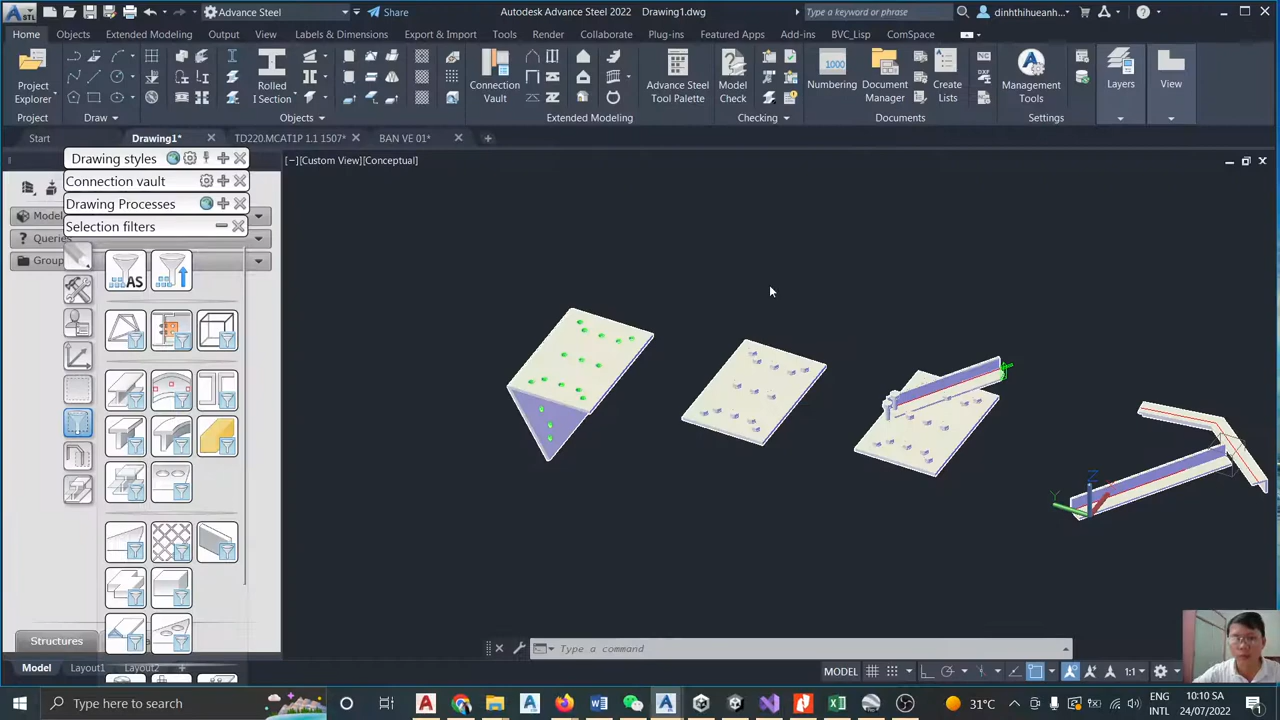 STL
Advance Steel
Share
Autodesk Advance Steel 2022 Drawing1.dwg
Type a keyword or phrase
dinhthihueanh...
Home Objects Extended Modeling Output View Labels & Dimensions Export & Import Tools Render Collaborate Plug-ins Featured Apps Add-ins BVC_Lisp ComSpace
Project Explorer
Rolled I Section
Connection Vault
Advance Steel Tool Palette
Model Check
1000
Numbering
Document Manager
DXF
Create Lists
Management Tools
Layers
View
Project Draw Objects Extended Modeling Checking Documents Settings
Start Drawing1* TD220.MCAT1P 1.1 1507* BAN VE 01*
Drawing styles
Connection vault
Drawing Processes
Selection filters
Model
Queries
Group
AS
[−][Custom View][Conceptual]
Y
Z
Structures
Type a command
Model Layout1 Layout2
MODEL
1:1
Type here to search
31°C
ENG
INTL
10:10 SA
24/07/2022